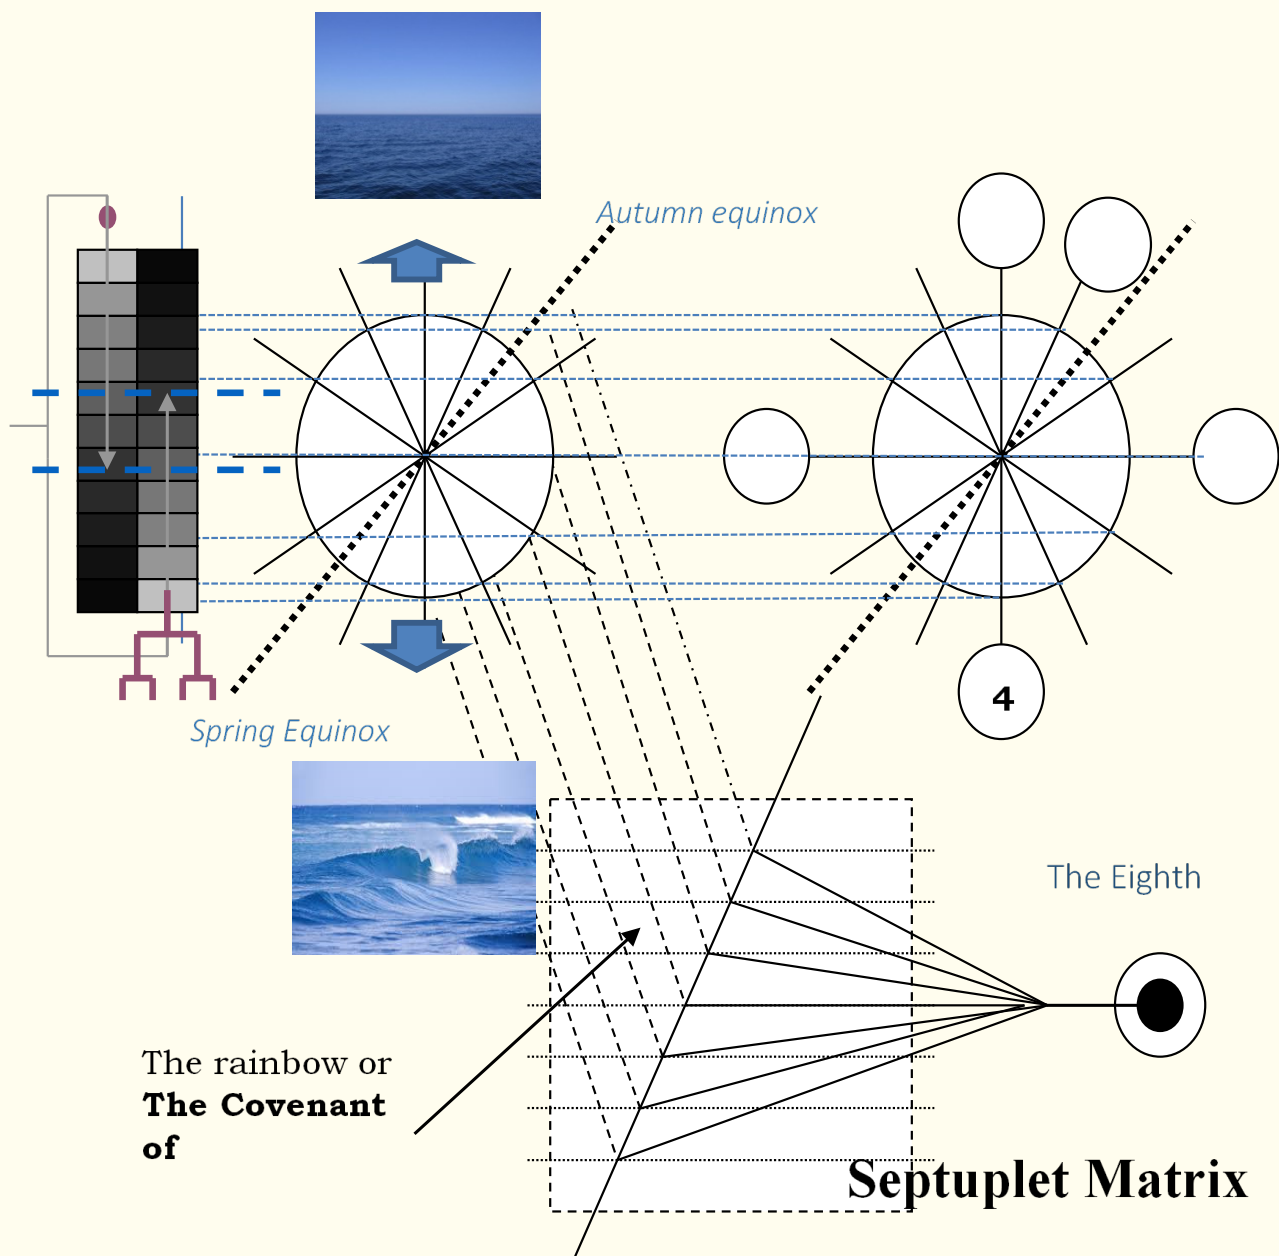 Autumn equinox
4
Spring Equinox
The Eighth
The rainbow or
The Covenant
of
Septuplet Matrix